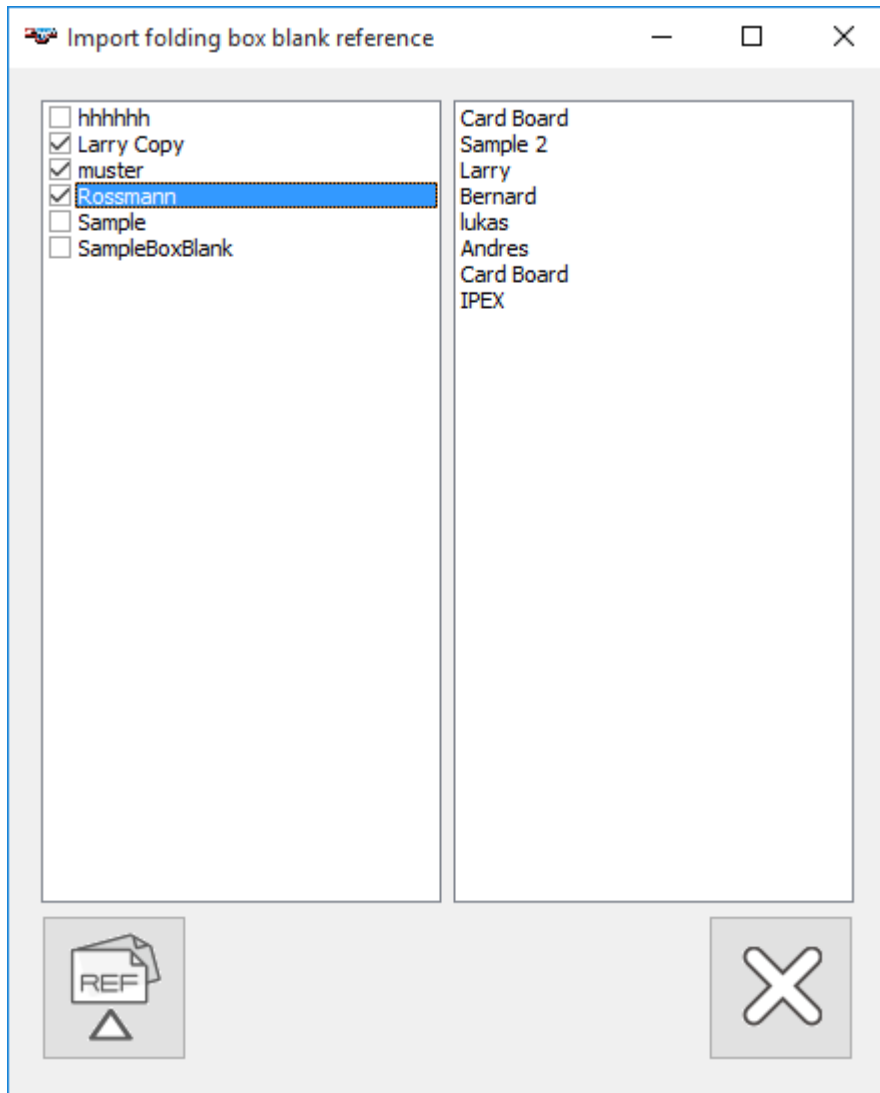 Import folding box blank reference
hhhhhh
Larry Copy
muster
Rossmann
Sample
SampleBoxBlank
Card Board
Sample 2
Larry
Bernard
lukas
Andres
Card Board
IPEX
REF